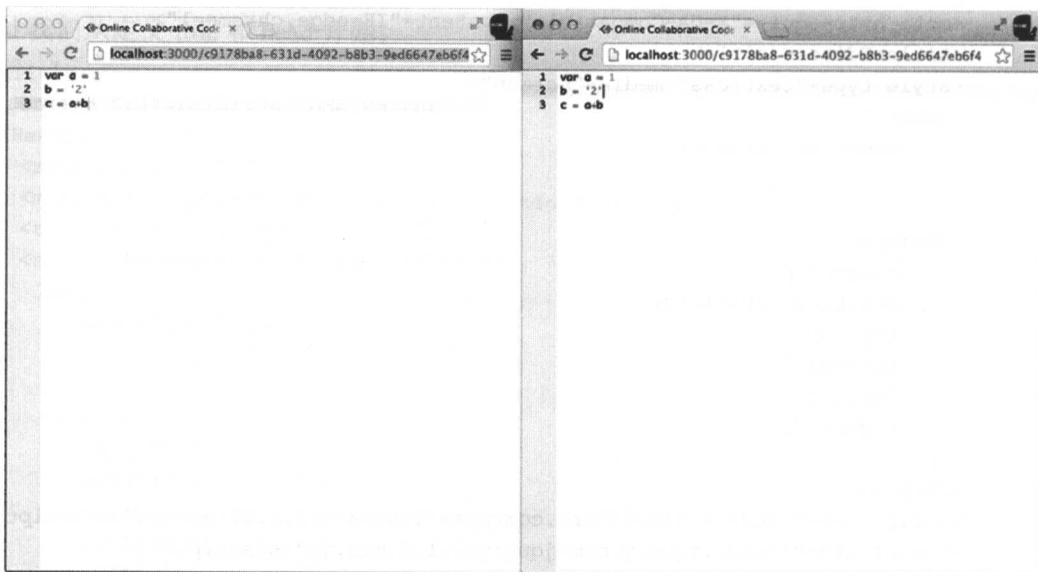 Online Collaborative Code
localhost:3000/c9178ba8-631d-4092-b8b3-9ed6647eb6f4
1 var a = 1
2 b = '2'
3 c = a+b
Online Collaborative Code
localhost:3000/c9178ba8-631d-4092-b8b3-9ed6647eb6f4
1 var a = 1
2 b = '2'
3 c = a+b